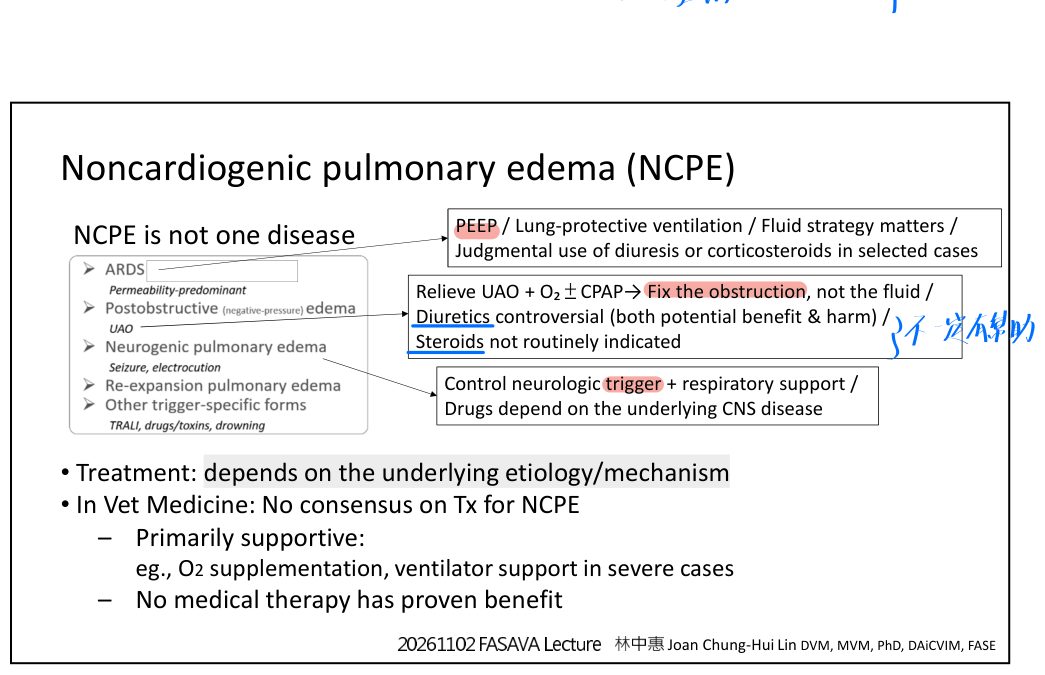 Noncardiogenic pulmonary edema (NCPE)
NCPE is not one disease
➢ ARDS
Permeability-predominant
➢ Postobstructive (negative-pressure) edema
UAO
➢ Neurogenic pulmonary edema
Seizure, electrocution
➢ Re-expansion pulmonary edema
➢ Other trigger-specific forms
TRALI, drugs/toxins, drowning
PEEP / Lung-protective ventilation / Fluid strategy matters /
Judgmental use of diuresis or corticosteroids in selected cases
Relieve UAO + O₂ ± CPAP→ Fix the obstruction, not the fluid /
Diuretics controversial (both potential benefit & harm) /
Steroids not routinely indicated
不一定有幫助
Control neurologic trigger + respiratory support /
Drugs depend on the underlying CNS disease
• Treatment: depends on the underlying etiology/mechanism
• In Vet Medicine: No consensus on Tx for NCPE
– Primarily supportive:
eg., O2 supplementation, ventilator support in severe cases
– No medical therapy has proven benefit
20261102 FASAVA Lecture 林中惠 Joan Chung-Hui Lin DVM, MVM, PhD, DAiCVIM, FASE